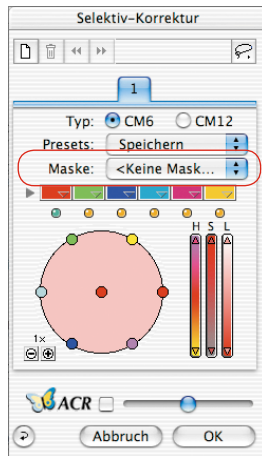 Selektiv-Korrektur
1
Typ: CM6 CM12
Presets: Speichern
Maske: <Keine Mask...
H S L
1x
ACR
Abbruch OK